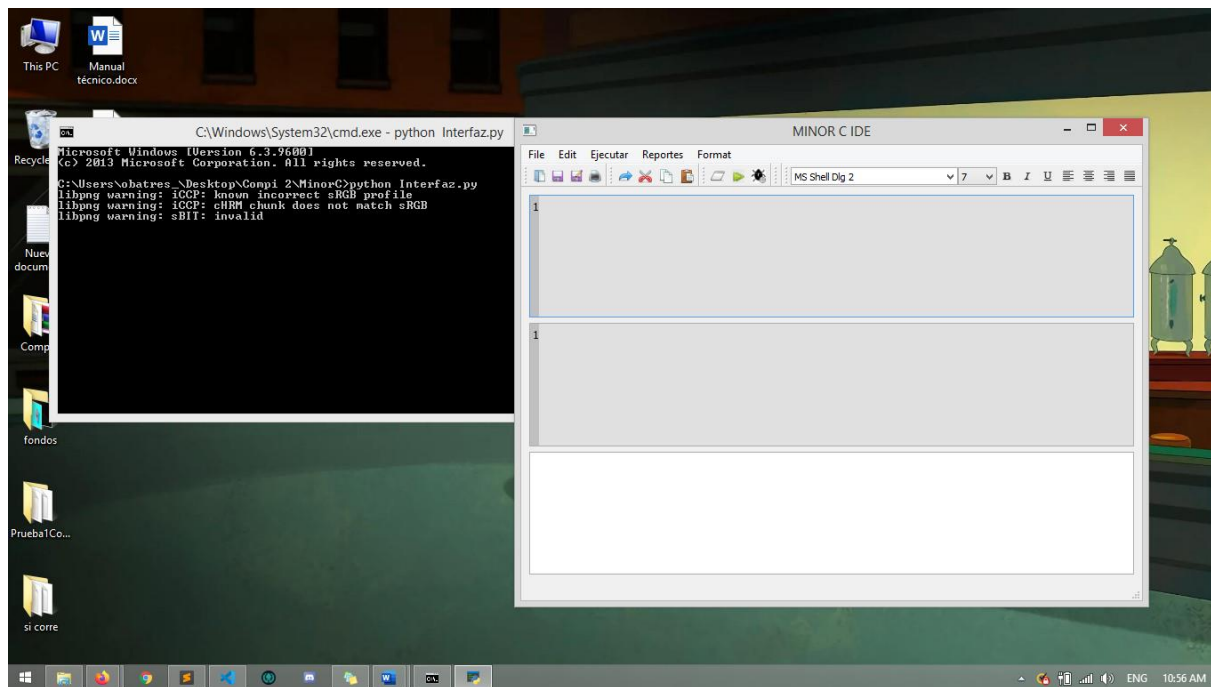 This PC
Manual
técnico.docx
Recycle
C:\Windows\System32\cmd.exe - python Interfaz.py
Microsoft Windows [Version 6.3.9600]
(c) 2013 Microsoft Corporation. All rights reserved.
C:\Users\obatres_\Desktop\Compi 2\MinorC>python Interfaz.py
libpng warning: iCCP: known incorrect sRGB profile
libpng warning: iCCP: cHRM chunk does not match sRGB
libpng warning: sBIT: invalid
MINOR C IDE
File Edit Ejecutar Reportes Format
MS Shell Dlg 2 7 B I U
1
1
Nuev
docum
Comp
fondos
Prueba1Co...
si corre
ENG 10:56 AM